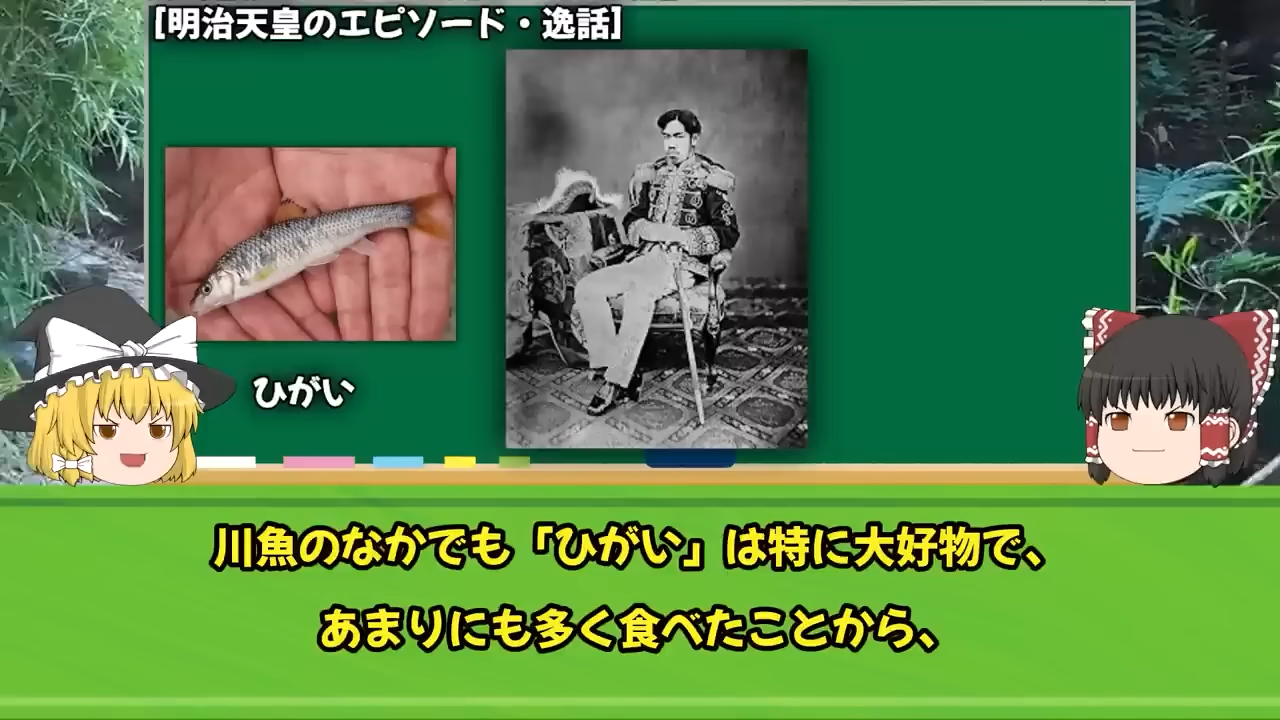 [明治天皇のエピソード・逸話]
ひがい
川魚のなかでも「ひがい」は特に大好物で、
あまりにも多く食べたことから、